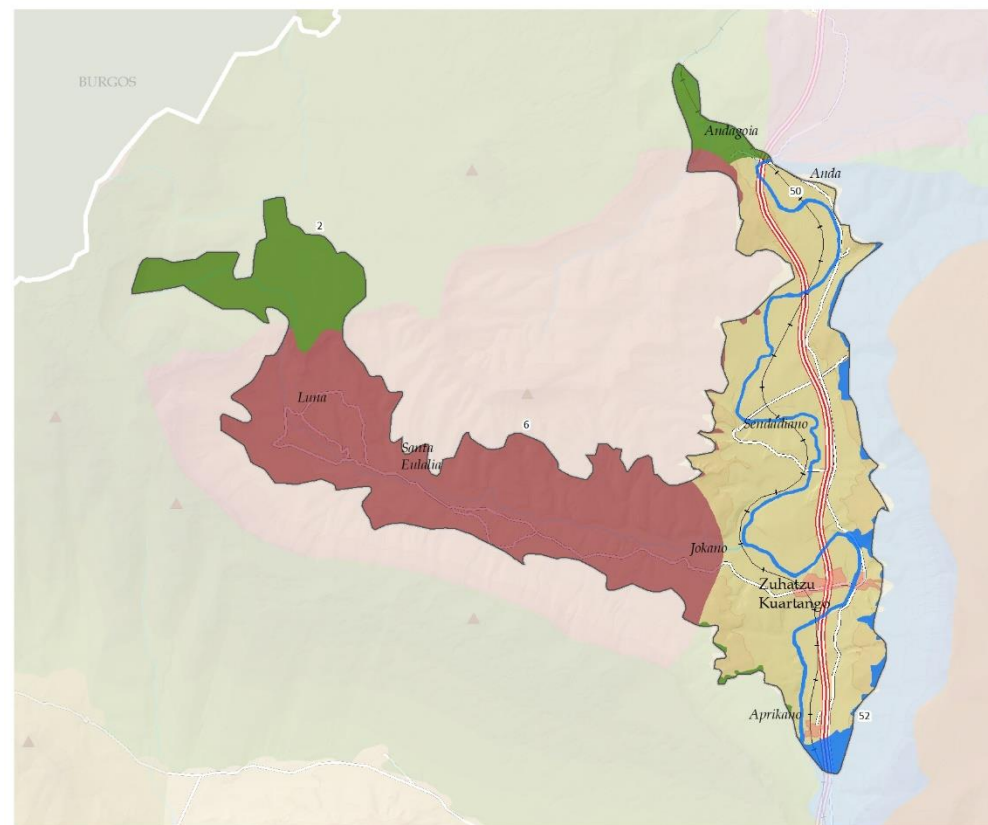 BURGOS
Andagoia
Anda
50
2
Luna
6
Sendadiano
Santa
Eulalia
Jokano
Zuhatzu
Kuartango
Aprikano
52